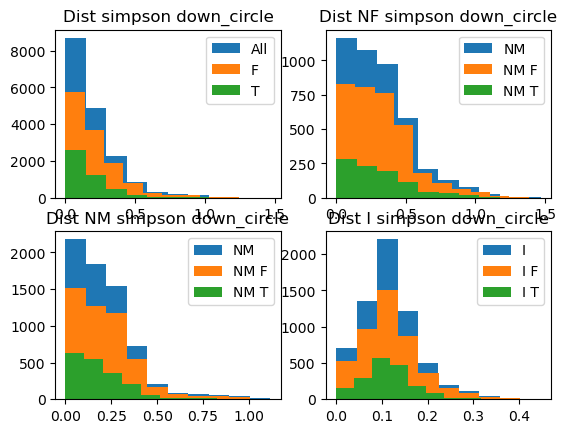 Dist simpson down_circle
8000
6000
4000
2000
0
0.0
0.5
1.0
1.5
All
F
T
Dist NF simpson down_circle
1000
750
500
250
0
0.0
0.5
1.0
1.5
NM
NM F
NM T
Dist NM simpson down_circle
2000
1500
1000
500
0
0.00
0.25
0.50
0.75
1.00
NM
NM F
NM T
Dist I simpson down_circle
2000
1500
1000
500
0
0.0
0.1
0.2
0.3
0.4
I
I F
I T